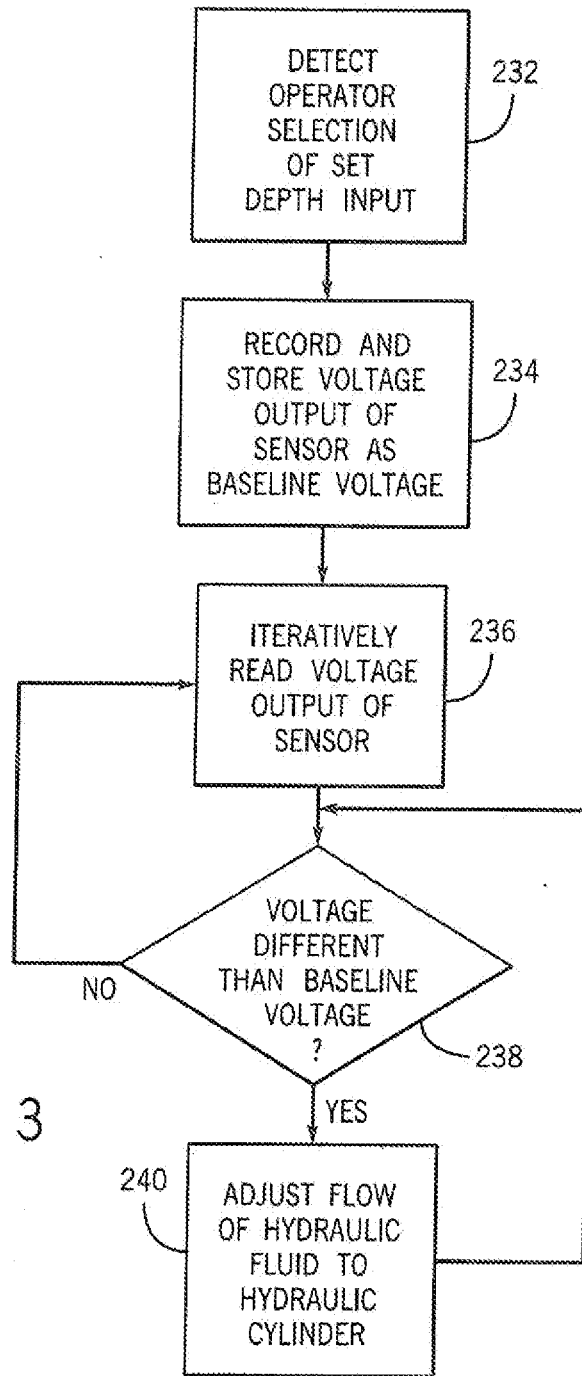 DETECT
OPERATOR
SELECTION
OF SET
DEPTH INPUT
232
RECORD AND
STORE VOLTAGE
OUTPUT OF
SENSOR AS
BASELINE VOLTAGE
234
ITERATIVELY
READ VOLTAGE
OUTPUT OF
SENSOR
236
VOLTAGE
DIFFERENT
THAN BASELINE
VOLTAGE
?
NO
238
YES
3
240
ADJUST FLOW
OF HYDRAULIC
FLUID TO
HYDRAULIC
CYLINDER